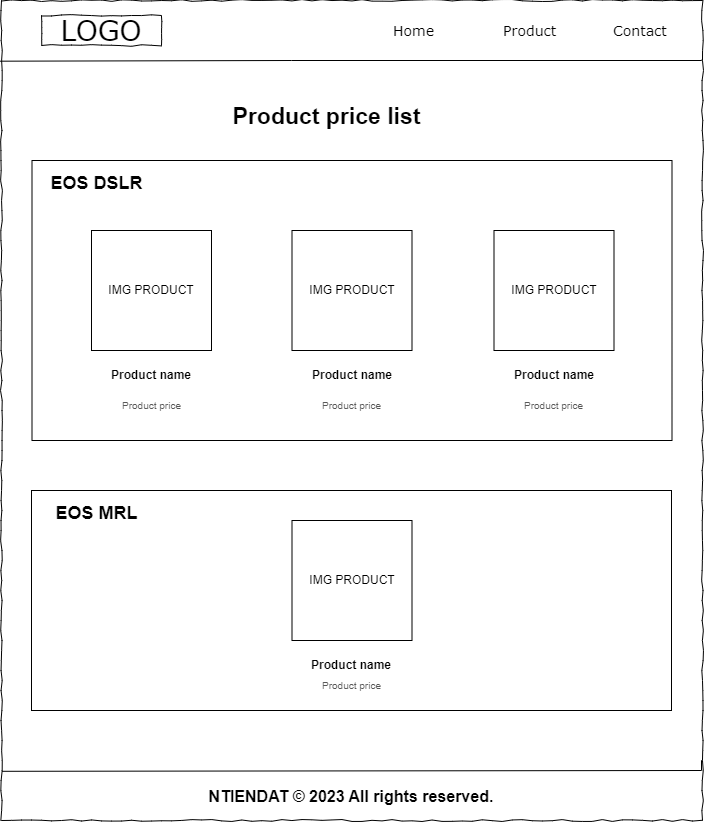 LOGO
Home
Product
Contact
Product price list
EOS DSLR
IMG PRODUCT
IMG PRODUCT
IMG PRODUCT
Product name
Product name
Product name
Product price
Product price
Product price
EOS MRL
IMG PRODUCT
Product name
Product price
NTIENDAT © 2023 All rights reserved.